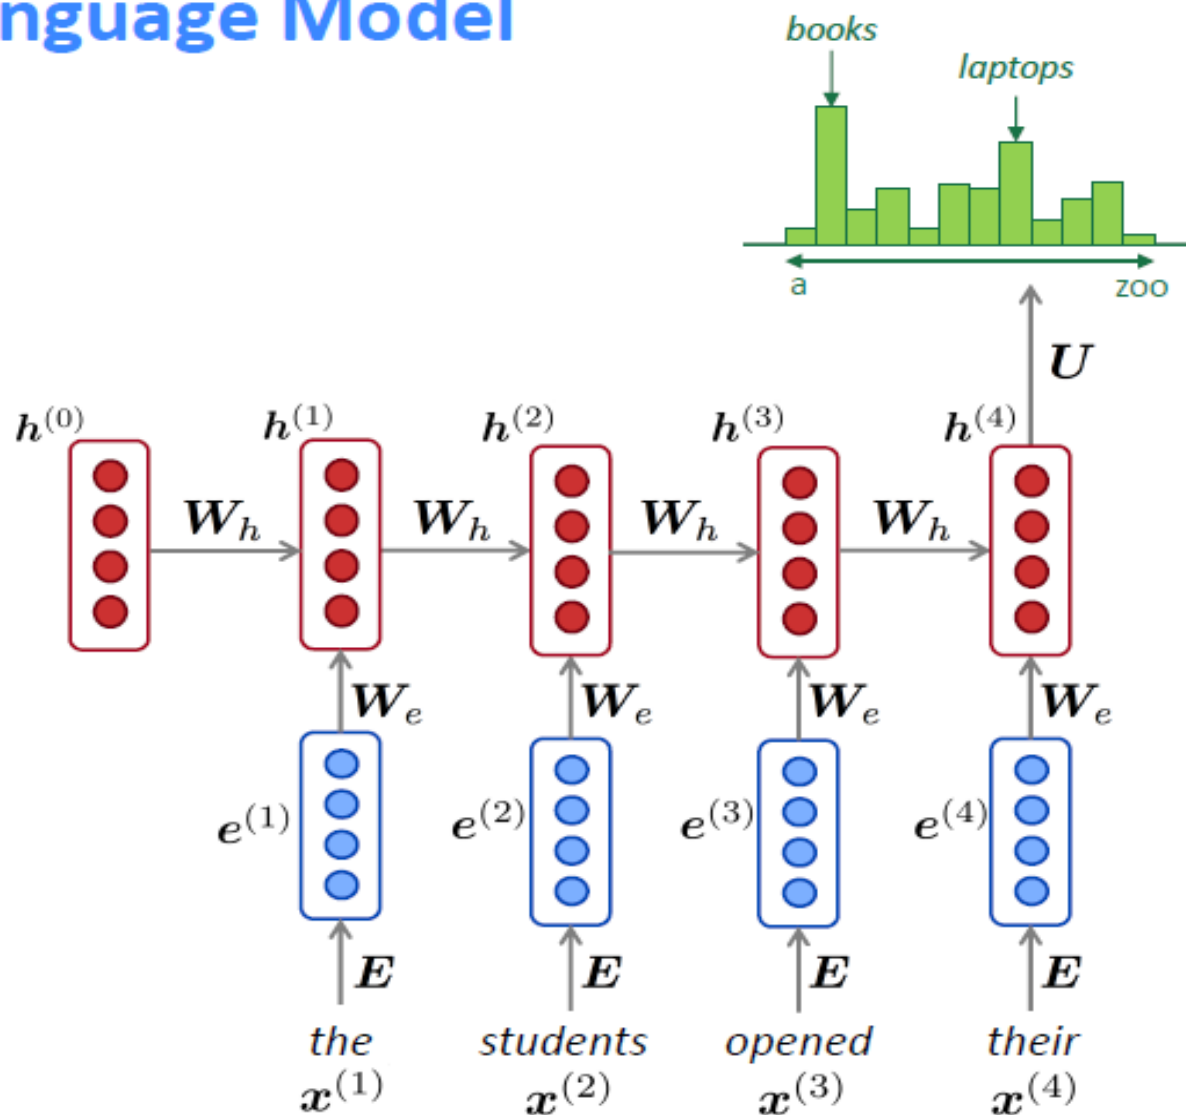 nguage Model
books
laptops
a zoo
U
h(0) h(1) h(2) h(3) h(4)
Wh Wh Wh Wh
We We We We
e(1) e(2) e(3) e(4)
E E E E
the students opened their
x(1) x(2) x(3) x(4)